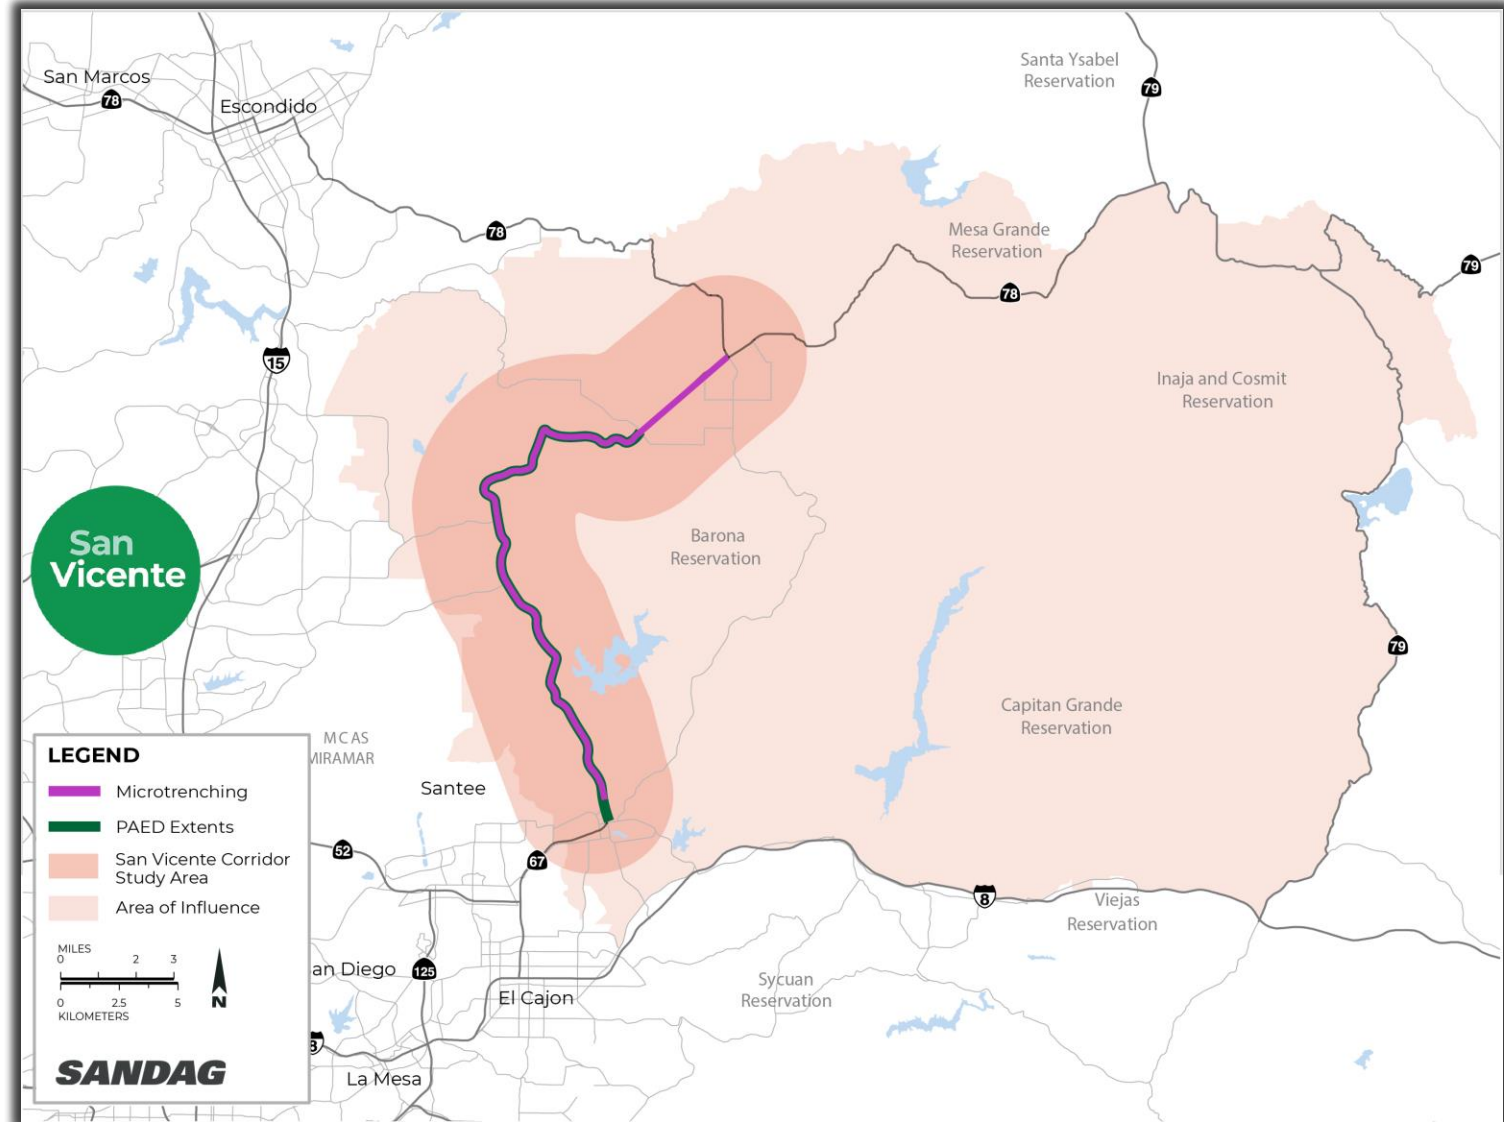 San Marcos
78
Escondido
Santa Ysabel
Reservation
79
78
Mesa Grande
Reservation
79
78
15
Inaja and Cosmit
Reservation
San
Vicente
Barona
Reservation
79
Capitan Grande
Reservation
MCAS
MIRAMAR
Santee
52
67
8
Viejas
Reservation
an Diego
125
El Cajon
Sycuan
Reservation
8
La Mesa
LEGEND
Microtrenching
PAED Extents
San Vicente Corridor
Study Area
Area of Influence
MILES
0 2 3
0 2.5 5
KILOMETERS
N
SANDAG